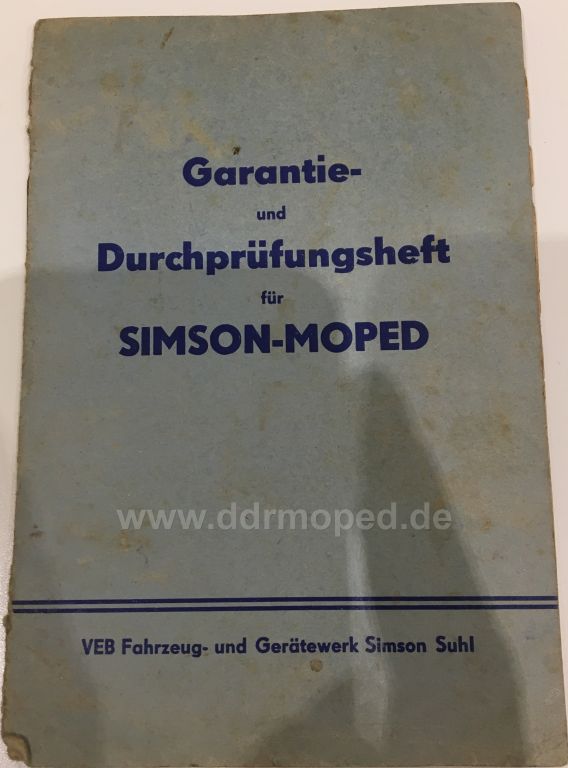 Garantie-
und
Durchprüfungsheft
für
SIMSON-MOPED
www.ddrmoped.de
VEB Fahrzeug- und Gerätewerk Simson Suhl